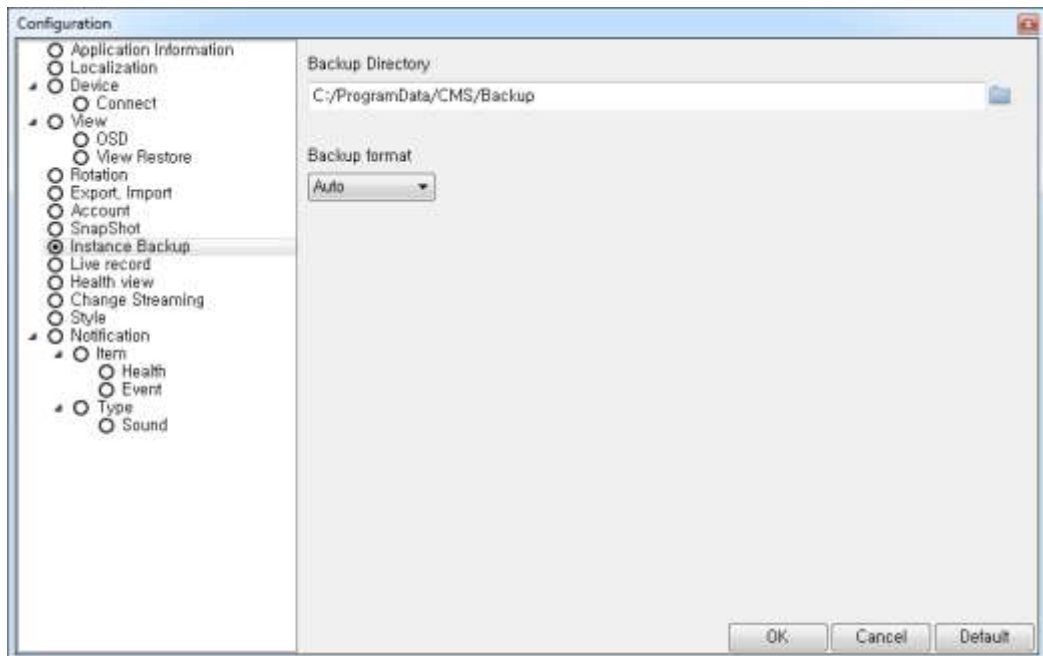 Configuration
Application Information
Localization
Device
Connect
View
OSD
View Restore
Rotation
Export, Import
Account
SnapShot
Instance Backup
Live record
Health view
Change Streaming
Style
Notification
Item
Health
Event
Type
Sound
Backup Directory
C:/ProgramData/CMS/Backup
Backup format
Auto
OK
Cancel
Default